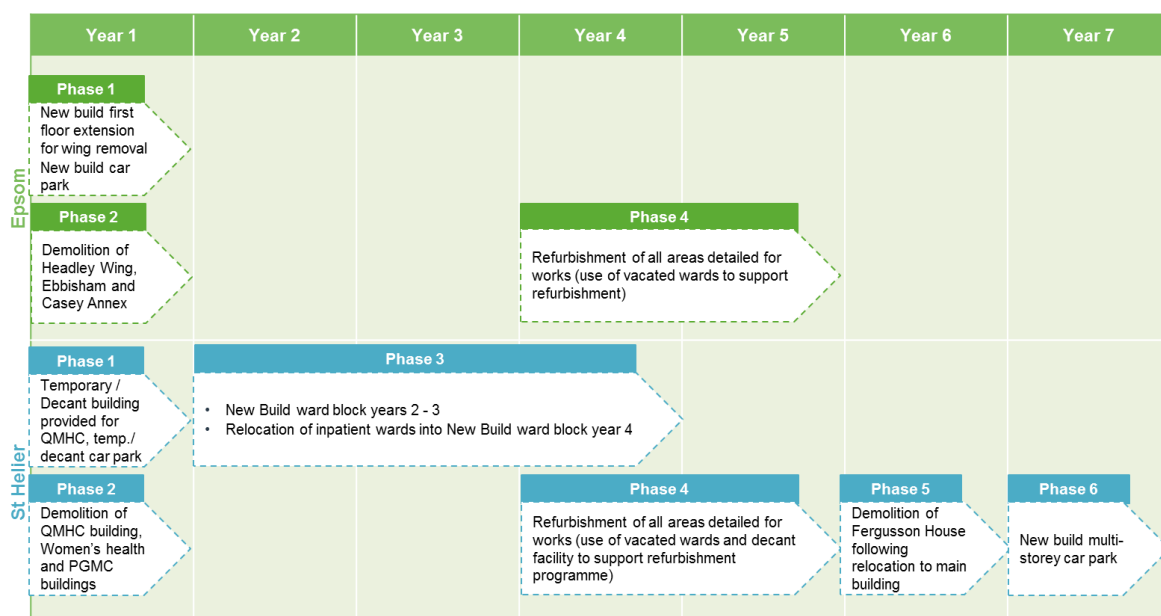 Year 1
Year 2
Year 3
Year 4
Year 5
Year 6
Year 7
Epsom
Phase 1
New build first
floor extension
for wing removal
New build car
park
Phase 2
Demolition of
Headley Wing,
Ebbisham and
Casey Annex
Phase 4
Refurbishment of all areas detailed for
works (use of vacated wards to support
refurbishment)
St Helier
Phase 1
Temporary /
Decant building
provided for
QMHC, temp./
decant car park
Phase 3
• New Build ward block years 2 - 3
• Relocation of inpatient wards into New Build ward block year 4
Phase 2
Demolition of
QMHC building,
Women's health
and PGMC
buildings
Phase 4
Refurbishment of all areas detailed for
works (use of vacated wards and decant
facility to support refurbishment
programme)
Phase 5
Demolition of
Fergusson House
following
relocation to main
building
Phase 6
New build multi-
storey car park